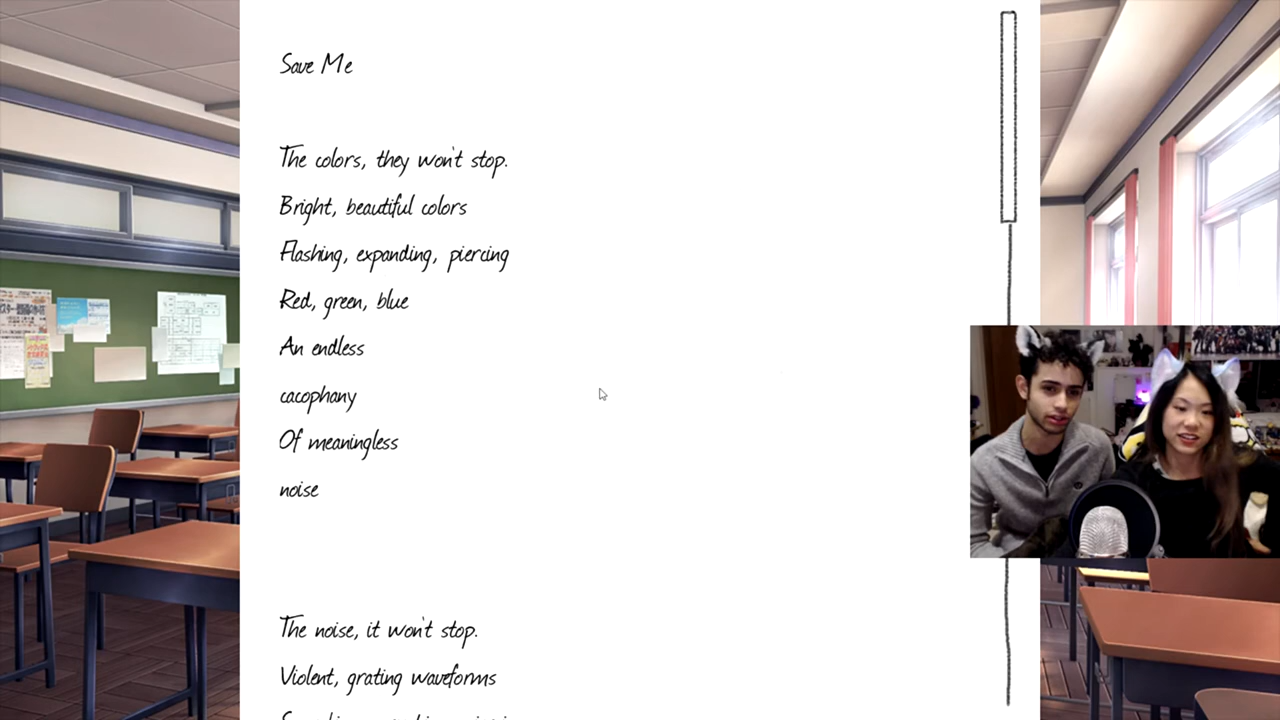 Save Me
The colors, they won't stop.
Bright, beautiful colors
Flashing, expanding, piercing
Red, green, blue
An endless
cacophany
Of meaningless
noise
The noise, it won't stop.
Violent, grating waveforms